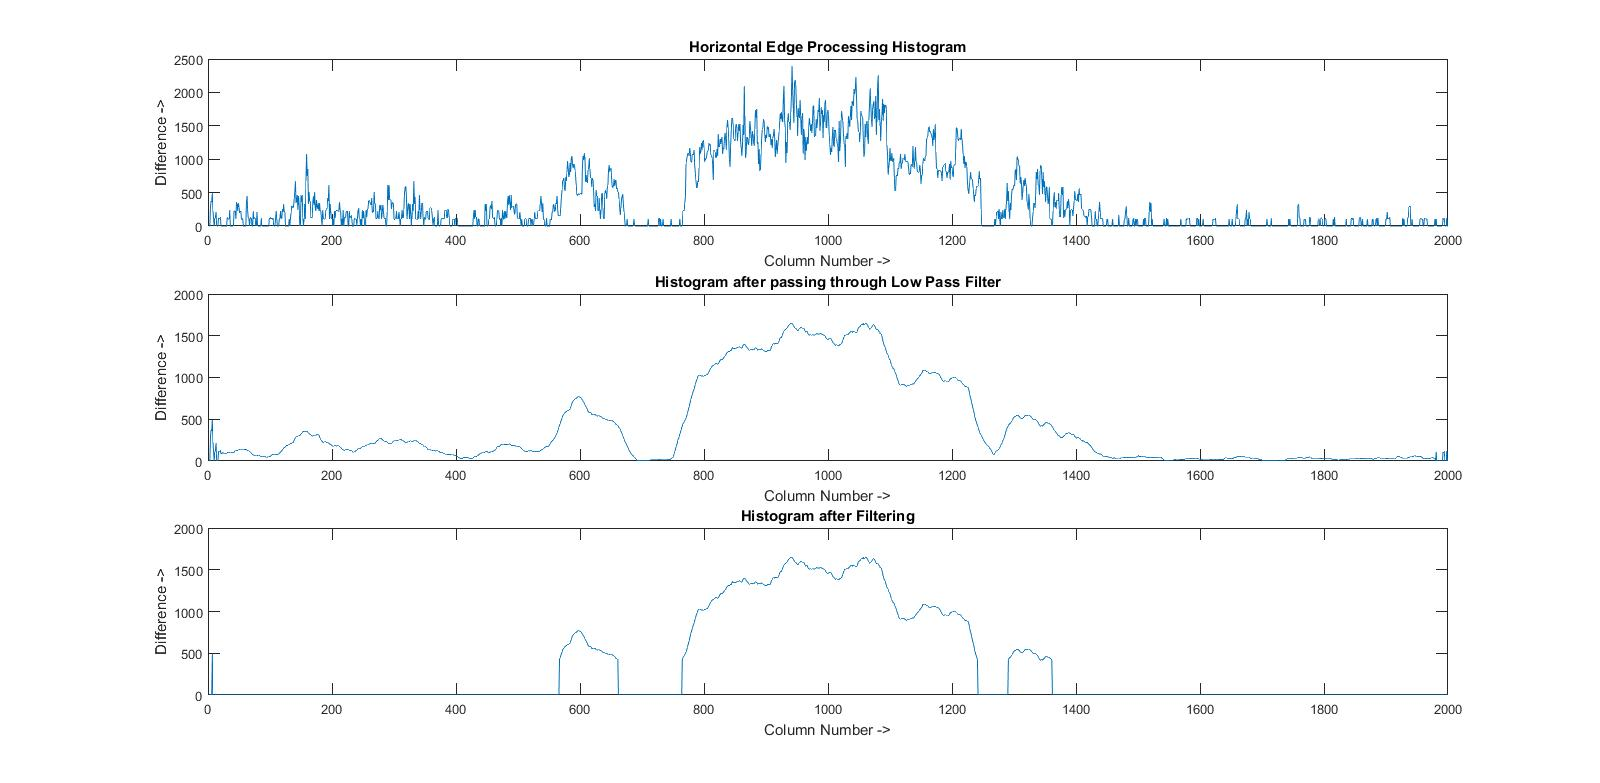 Horizontal Edge Processing Histogram
2500
2000
1500
1000
500
0
Difference ->
0 200 400 600 800 1000 1200 1400 1600 1800 2000
Column Number ->
Histogram after passing through Low Pass Filter
2000
1500
1000
500
0
Difference ->
0 200 400 600 800 1000 1200 1400 1600 1800 2000
Column Number ->
Histogram after Filtering
2000
1500
1000
500
0
Difference ->
0 200 400 600 800 1000 1200 1400 1600 1800 2000
Column Number ->